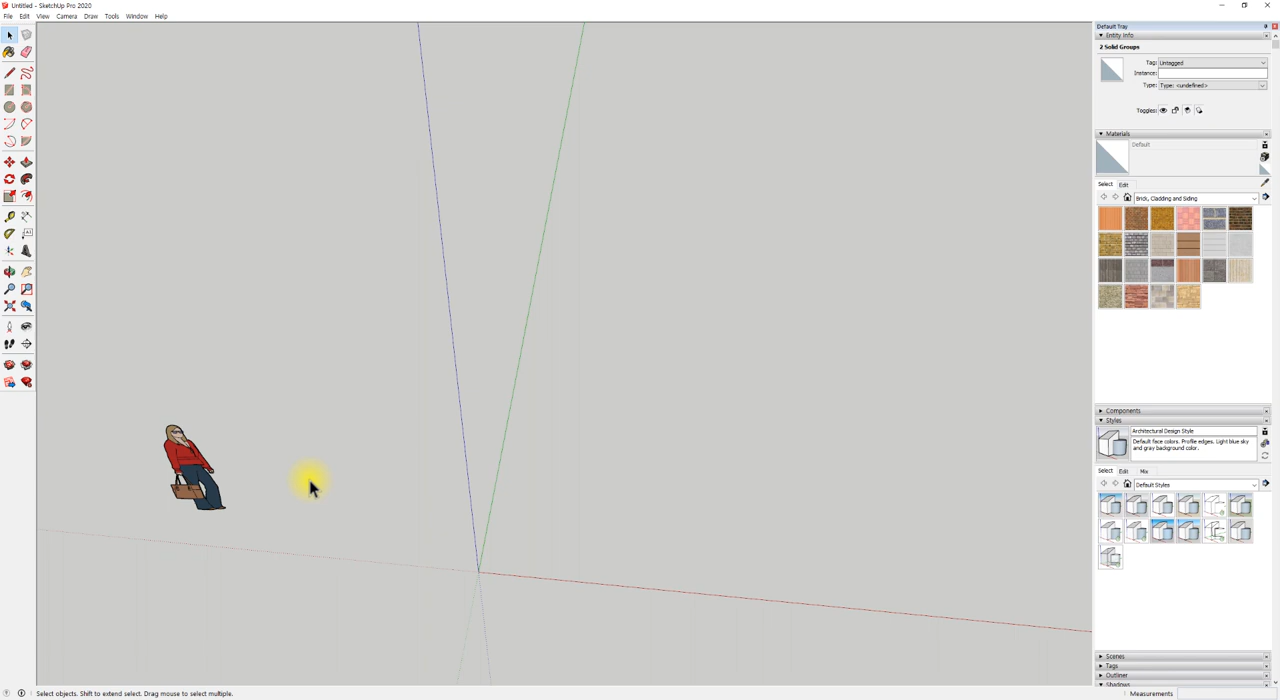 Untitled - SketchUp Pro 2020
File Edit View Camera Draw Tools Window Help
Default Tray
Entity Info
2 Solid Groups
Tag: Untagged
Instance:
Type: Type: <undefined>
Toggles:
Materials
Default
Select Edit
Brick, Cladding and Siding
Components
Styles
Architectural Design Style
Default face colors. Profile edges. Light blue sky
and gray background color.
Select Edit Mix
Default Styles
Scenes
Tags
Outliner
Shadows
Select objects. Shift to extend select. Drag mouse to select multiple.
Measurements